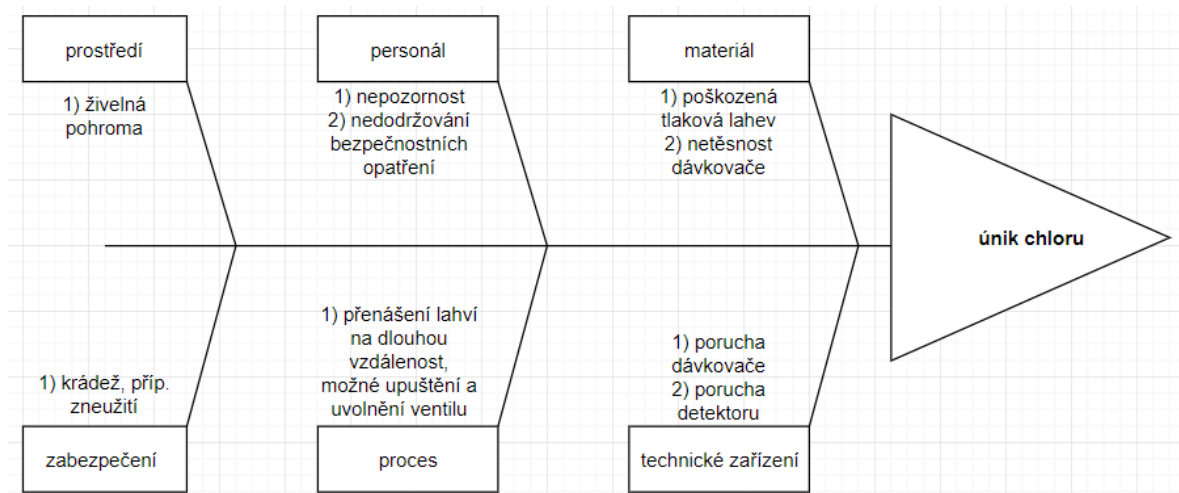 prostředí
personál
materiál
1) živelná
pohroma
1) nepozornost
2) nedodržování
bezpečnostních
opatření
1) poškozená
tlaková lahev
2) netěsnost
dávkovače
únik chloru
1) krádež, příp.
zneužití
1) přenášení lahví
na dlouhou
vzdálenost,
možné upuštění a
uvolnění ventilu
1) porucha
dávkovače
2) porucha
detektoru
zabezpečení
proces
technické zařízení